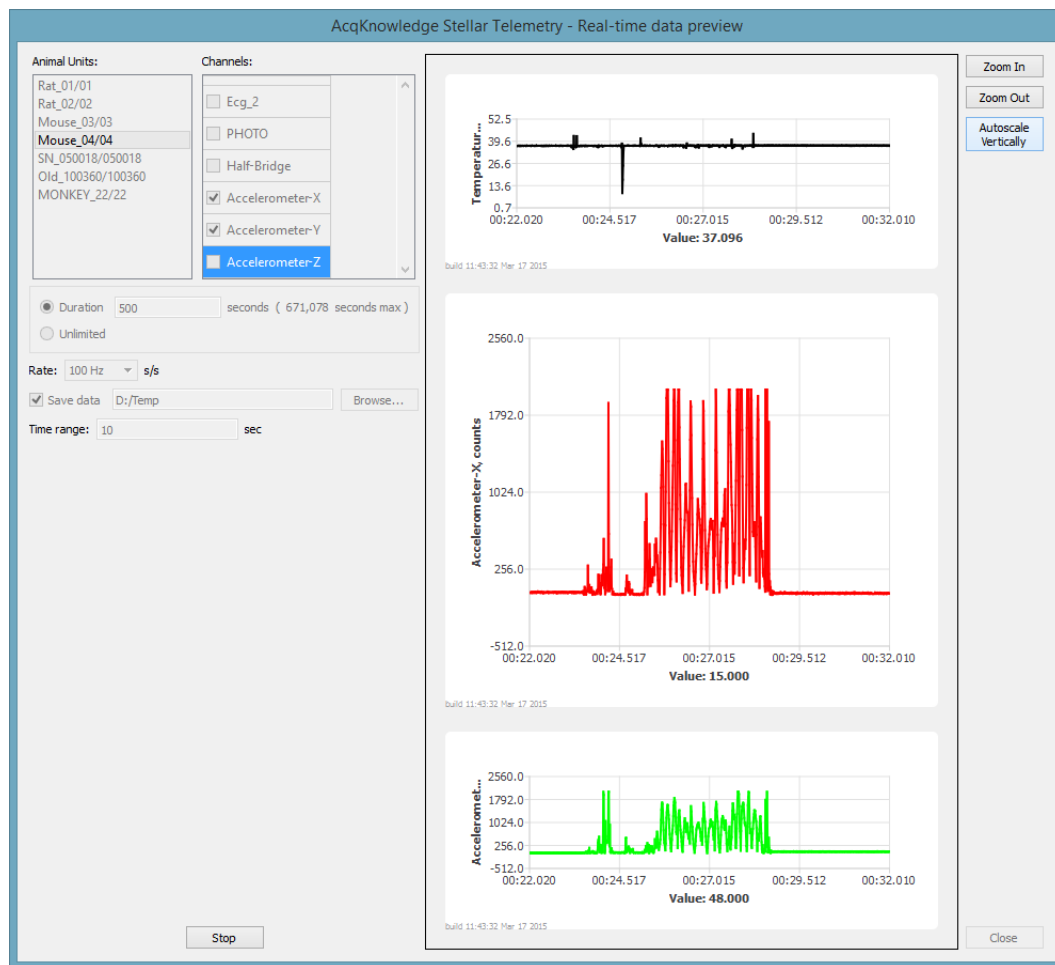 AcqKnowledge Stellar Telemetry - Real-time data preview
Animal Units:
Rat_01/01
Rat_02/02
Mouse_03/03
Mouse_04/04
SN_050018/050018
Old_100360/100360
MONKEY_22/22
Channels:
Ecg_2
PHOTO
Half-Bridge
Accelerometer-X
Accelerometer-Y
Accelerometer-Z
Duration 500 seconds ( 671,078 seconds max )
Unlimited
Rate: 100 Hz s/s
Save data D:/Temp Browse...
Time range: 10 sec
Stop
Temperatur...
52.5
39.6
26.6
13.6
0.7
00:22.020 00:24.517 00:27.015 00:29.512 00:32.010
Value: 37.096
build 11:43:32 Mar 17 2015
Accelerometer-X, counts
2560.0
1792.0
1024.0
256.0
-512.0
00:22.020 00:24.517 00:27.015 00:29.512 00:32.010
Value: 15.000
build 11:43:32 Mar 17 2015
Acceleromet...
2560.0
1792.0
1024.0
256.0
-512.0
00:22.020 00:24.517 00:27.015 00:29.512 00:32.010
Value: 48.000
build 11:43:32 Mar 17 2015
Zoom In
Zoom Out
Autoscale
Vertically
Close